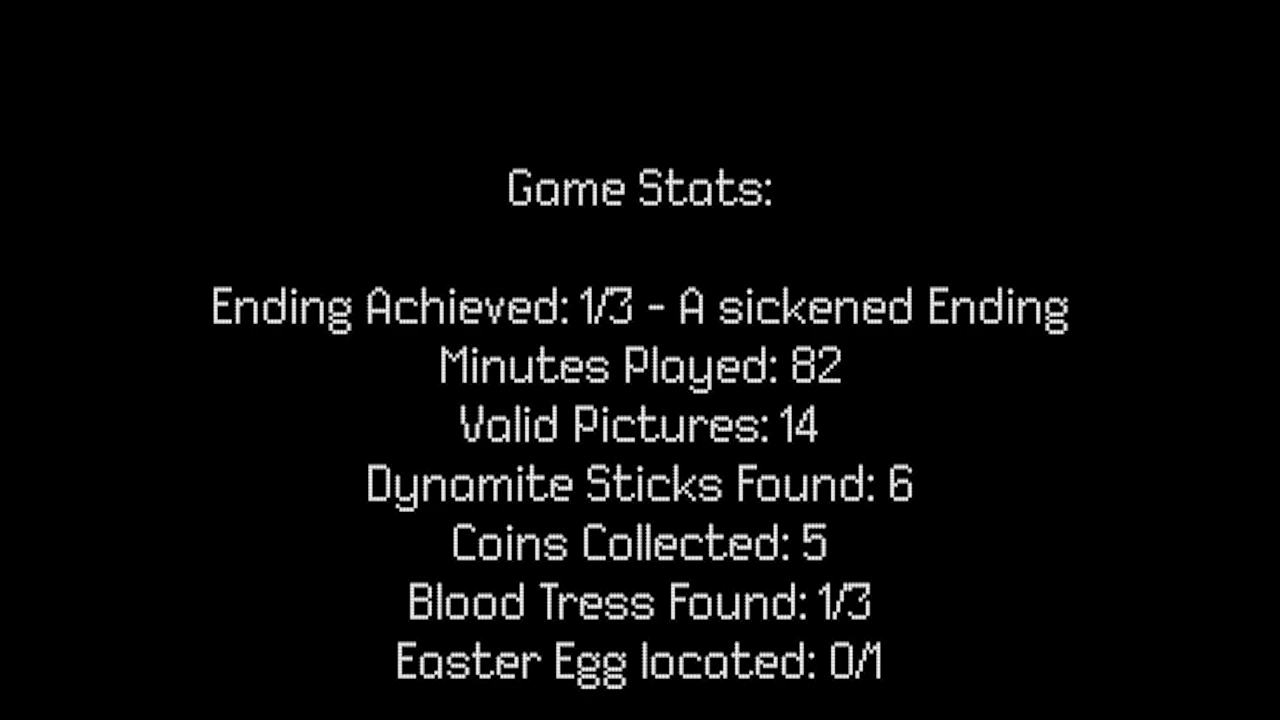 Game Stats:
Ending Achieved: 1/3 - A sickened Ending
Minutes Played: 82
Valid Pictures: 14
Dynamite Sticks Found: 6
Coins Collected: 5
Blood Tress Found: 1/3
Easter Egg located: 0/1